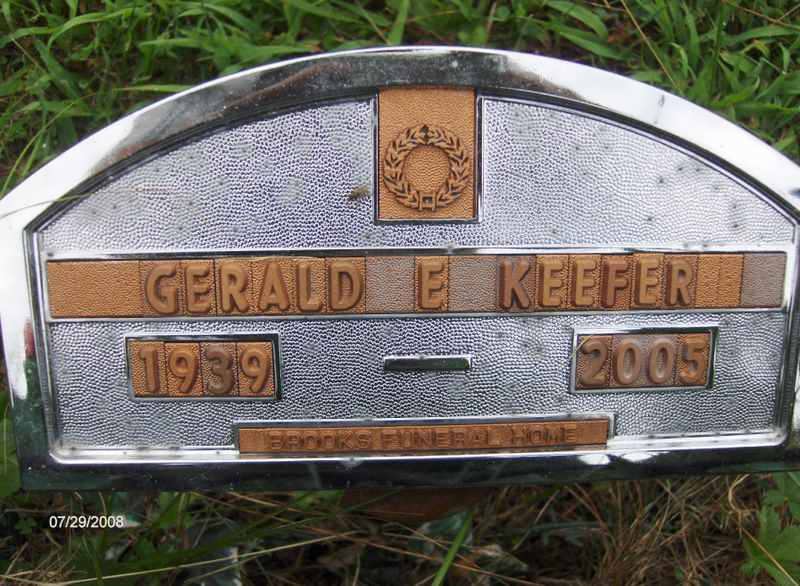 GERALD E KEEFER
1939 – 2005
BROOKS FUNERAL HOME
07/29/2008